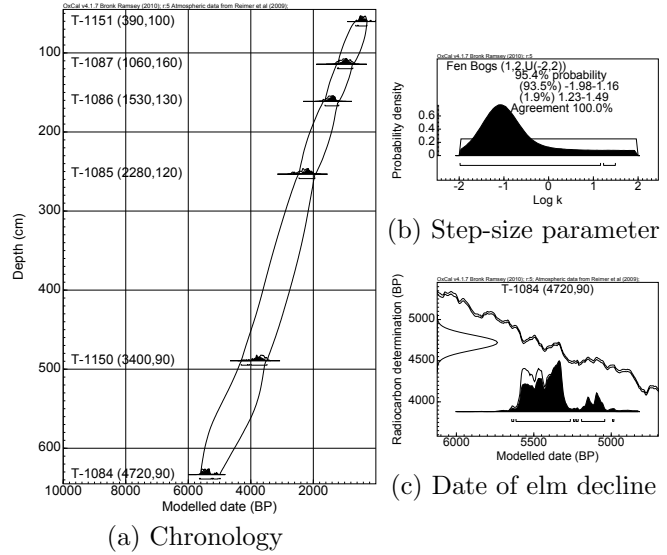 OxCal v4.1.7 Bronk Ramsey (2010); r:5 Atmospheric data from Reimer et al (2009);
T-1151 (390,100)
T-1087 (1060,160)
T-1086 (1530,130)
T-1085 (2280,120)
T-1150 (3400,90)
T-1084 (4720,90)
Depth (cm)
100
200
300
400
500
600
10000 8000 6000 4000 2000
Modelled date (BP)
(a) Chronology
OxCal v4.1.7 Bronk Ramsey (2010); r:5
Fen Bogs (1,2,U(-2,2))
95.4% probability
(93.5%) -1.98-1.16
(1.9%) 1.23-1.49
Agreement 100.0%
Probability density
0.6
0.4
0.2
0
-2 -1 0 1 2
Log k
(b) Step-size parameter
OxCal v4.1.7 Bronk Ramsey (2010); r:5 Atmospheric data from Reimer et al (2009);
T-1084 (4720,90)
Radiocarbon determination (BP)
5000
4500
4000
6000 5500 5000
Modelled date (BP)
(c) Date of elm decline